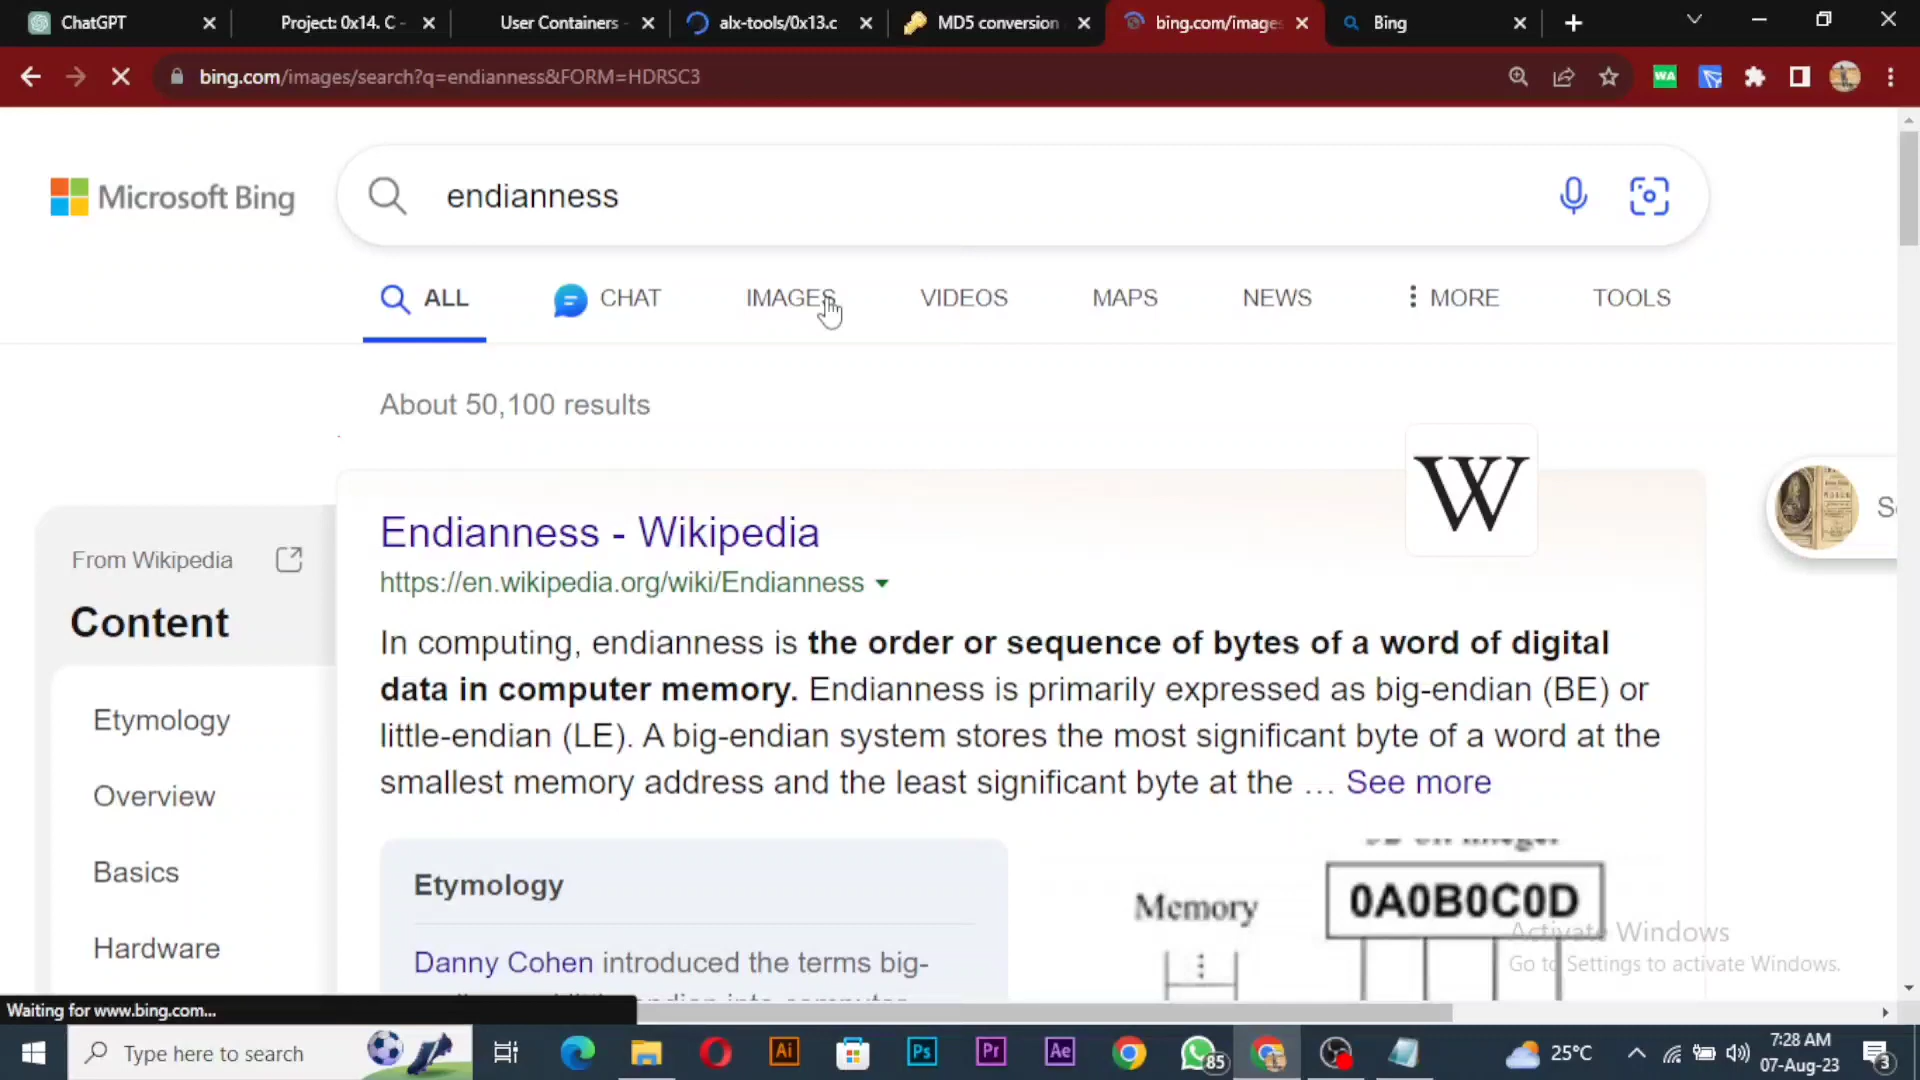 ChatGPT
Project: 0x14. C -
User Containers -
alx-tools/0x13.c
MD5 conversion
bing.com/images
Bing
bing.com/images/search?q=endianness&FORM=HDRSC3
WA
Microsoft Bing
endianness
ALL
CHAT
IMAGES
VIDEOS
MAPS
NEWS
MORE
TOOLS
About 50,100 results
W
From Wikipedia
Content
Etymology
Overview
Basics
Hardware
Endianness - Wikipedia
https://en.wikipedia.org/wiki/Endianness
In computing, endianness is the order or sequence of bytes of a word of digital
data in computer memory. Endianness is primarily expressed as big-endian (BE) or
little-endian (LE). A big-endian system stores the most significant byte of a word at the
smallest memory address and the least significant byte at the ... See more
Etymology
Danny Cohen introduced the terms big-
Memory
0A0B0C0D
Activate Windows
Go to Settings to activate Windows.
Waiting for www.bing.com...
Type here to search
Ai
Ps
Pr
Ae
85
25°C
7:28 AM
07-Aug-23
3